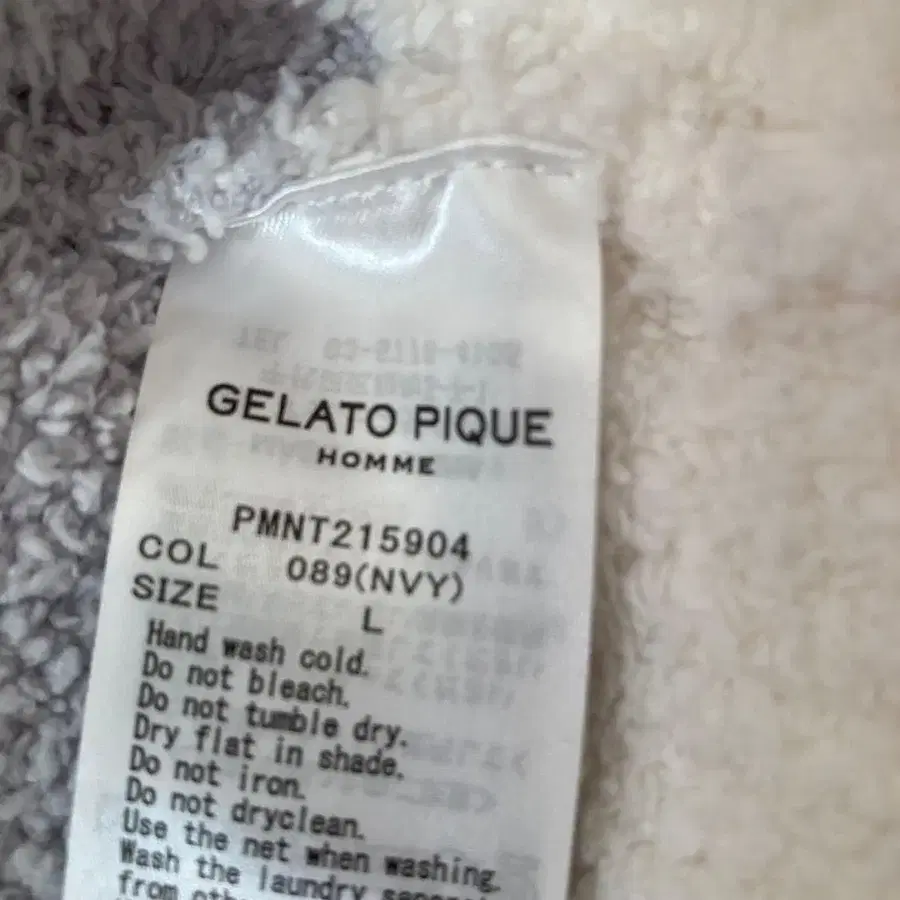 GELATO PIQUE
HOMME
PMNT215904
COL 089(NVY)
SIZE L
Hand wash cold.
Do not bleach.
Do not tumble dry.
Dry flat in shade.
Do not iron.
Do not dryclean.
Use the net when washing.
Wash the laundry
from